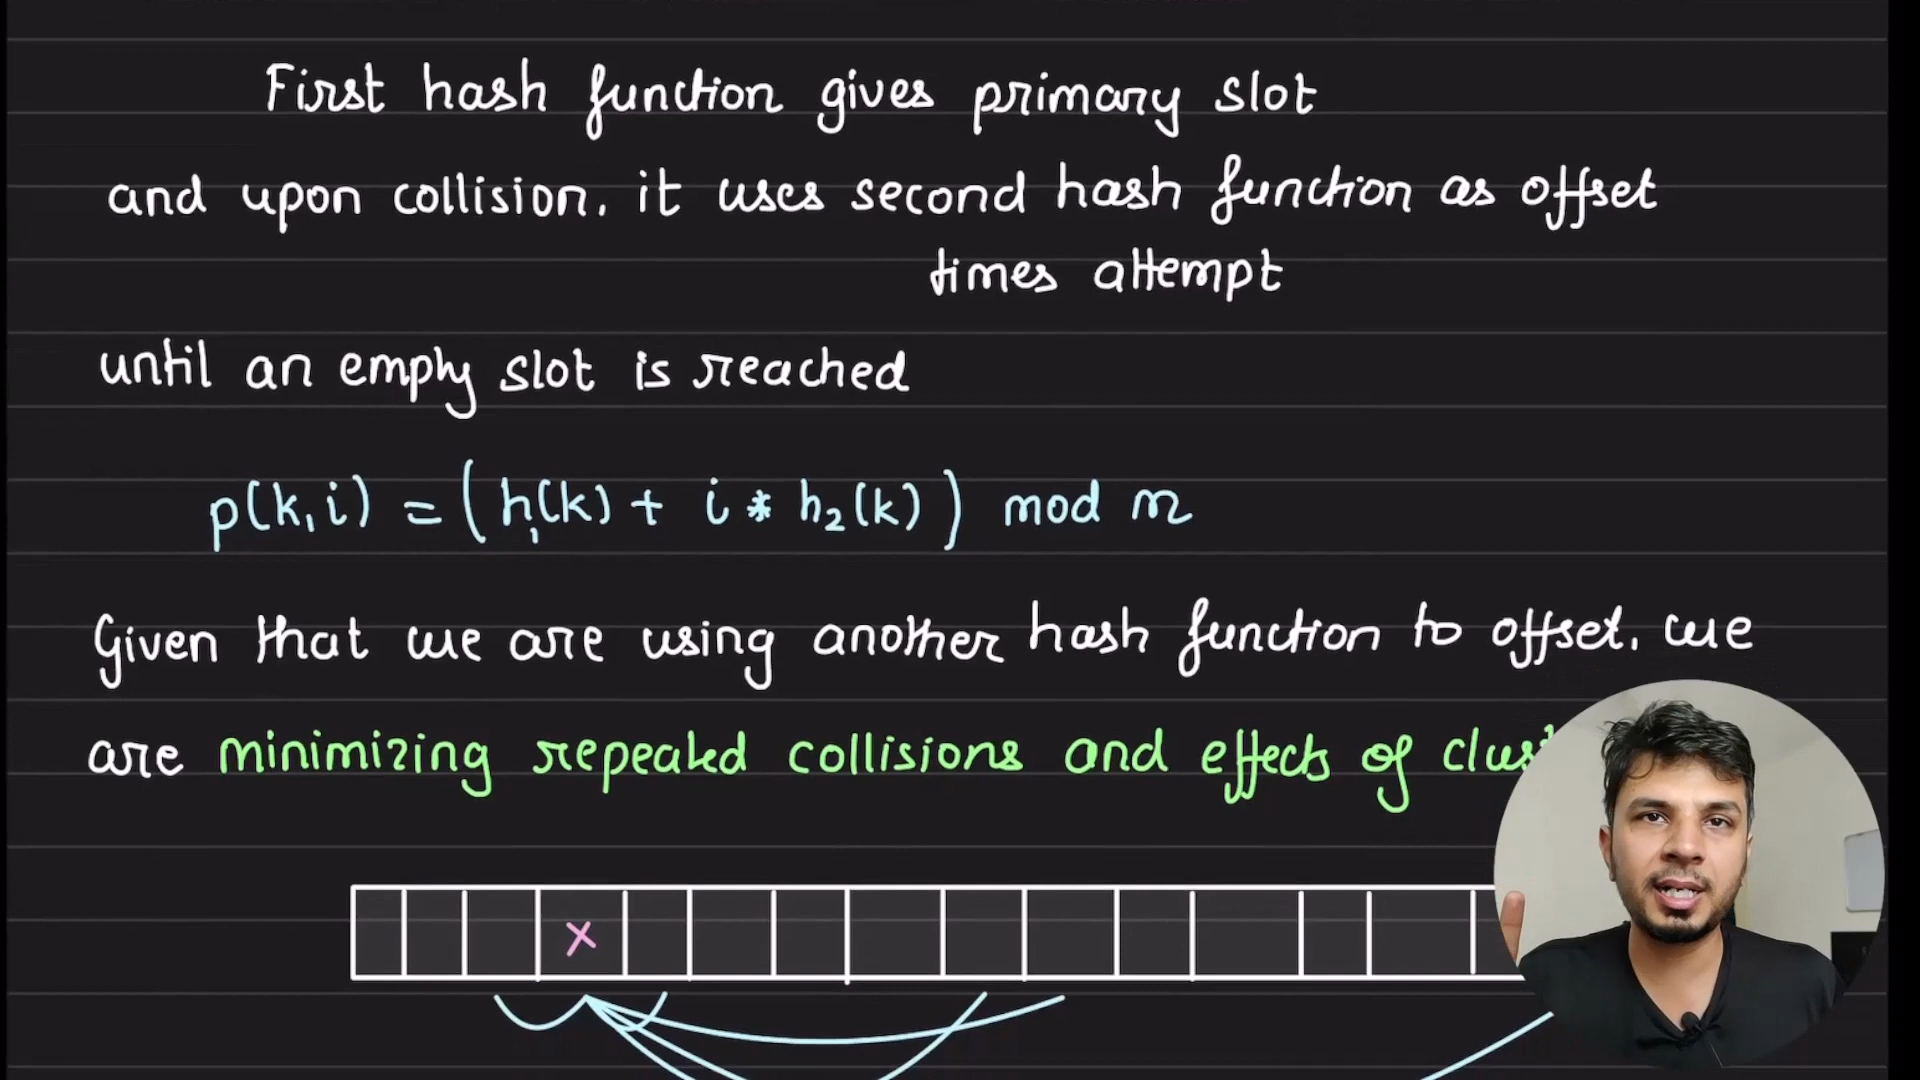 First hash function gives primary slot
and upon collision, it uses second hash function as offset
times attempt
until an empty slot is reached
p(k,i) = (h₁(k) + i * h₂(k)) mod m
Given that we are using another hash function to offset, we
are minimizing repeated collisions and effects of
x